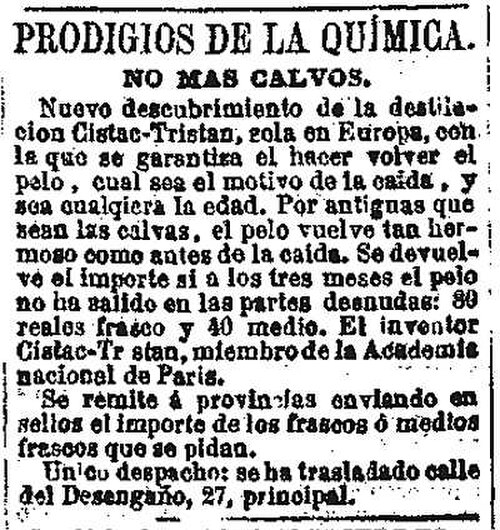 PRODIGIOS DE LA QUÍMICA.
NO MAS CALVOS.
Nuevo descubrimiento de la destila-
cion Cistac-Tristan, sola en Europa, con
la que se garantiza el hacer volver el
pelo, cual sea el motivo de la caida, y
sea cualqiera la edad. Por antiguas que
sean las calvas, el pelo vuelve tan her-
moso como antes de la caida. Se devuel-
ve el importe si a los tres meses el pelo
no ha salido en las partes desnudas: 80
reales frasco y 40 medio. El inventor
Cistac-Tr stan, miembro de la Academia
nacional de Paris.
Se remite á provincias enviando en
sellos el importe de los frascos ó medios
frascos que se pidan.
Unico despacho: se ha trasladado calle
del Desengaño, 27, principal.